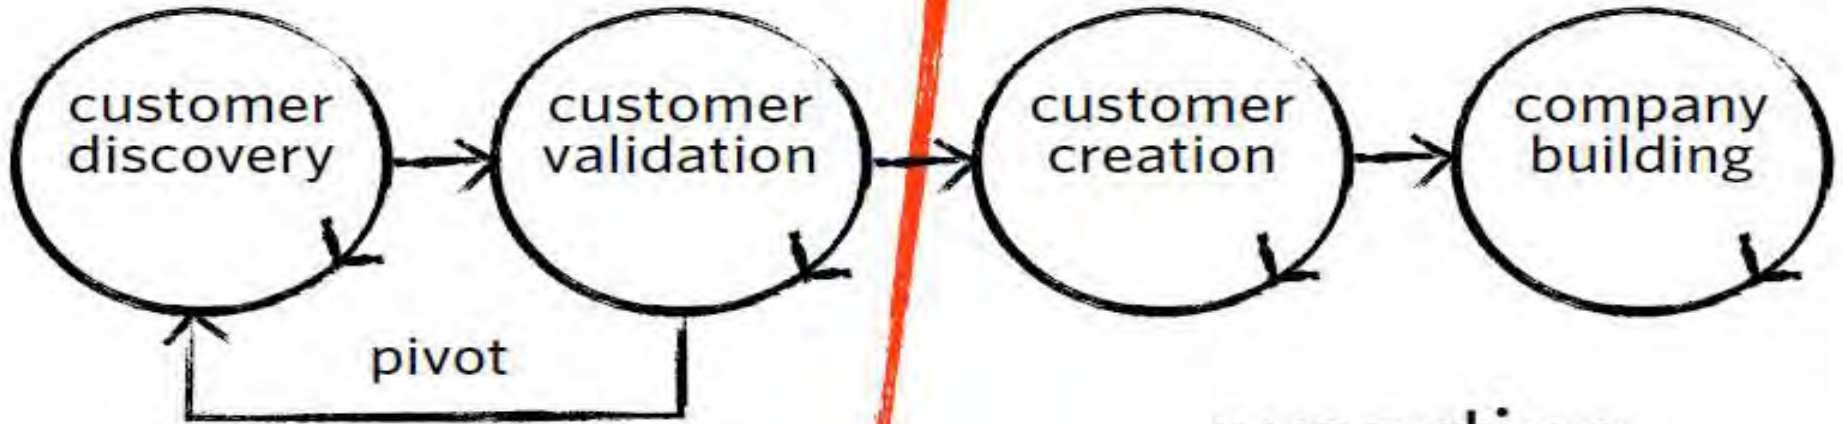 customer
discovery
customer
validation
customer
creation
company
building
pivot